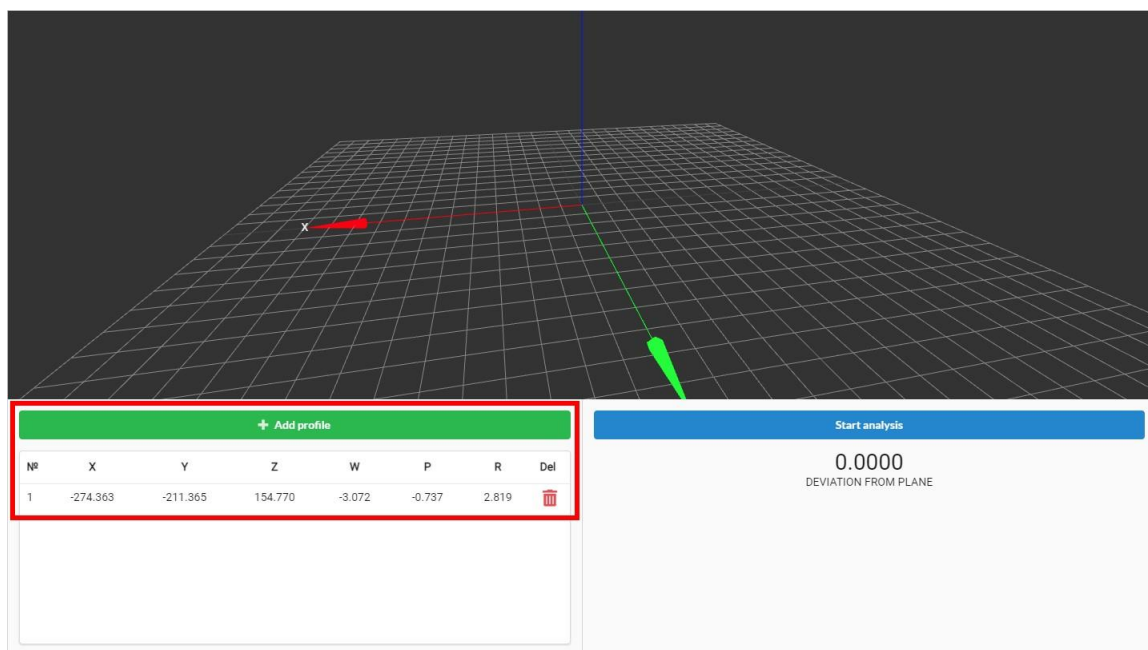 X
+ Add profile
Nº X Y Z W P R Del
1 -274.363 -211.365 154.770 -3.072 -0.737 2.819
Start analysis
0.0000
DEVIATION FROM PLANE